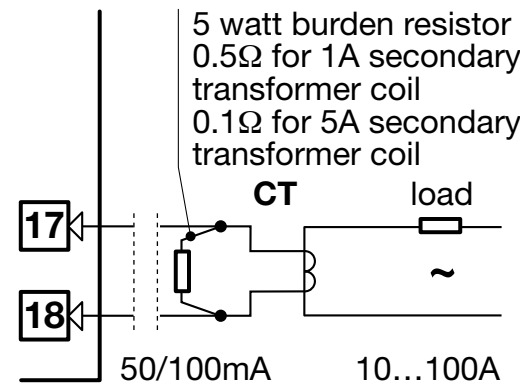 5 watt burden resistor
0.5Ω for 1A secondary
transformer coil
0.1Ω for 5A secondary
transformer coil
CT load
17
~
18
50/100mA 10...100A